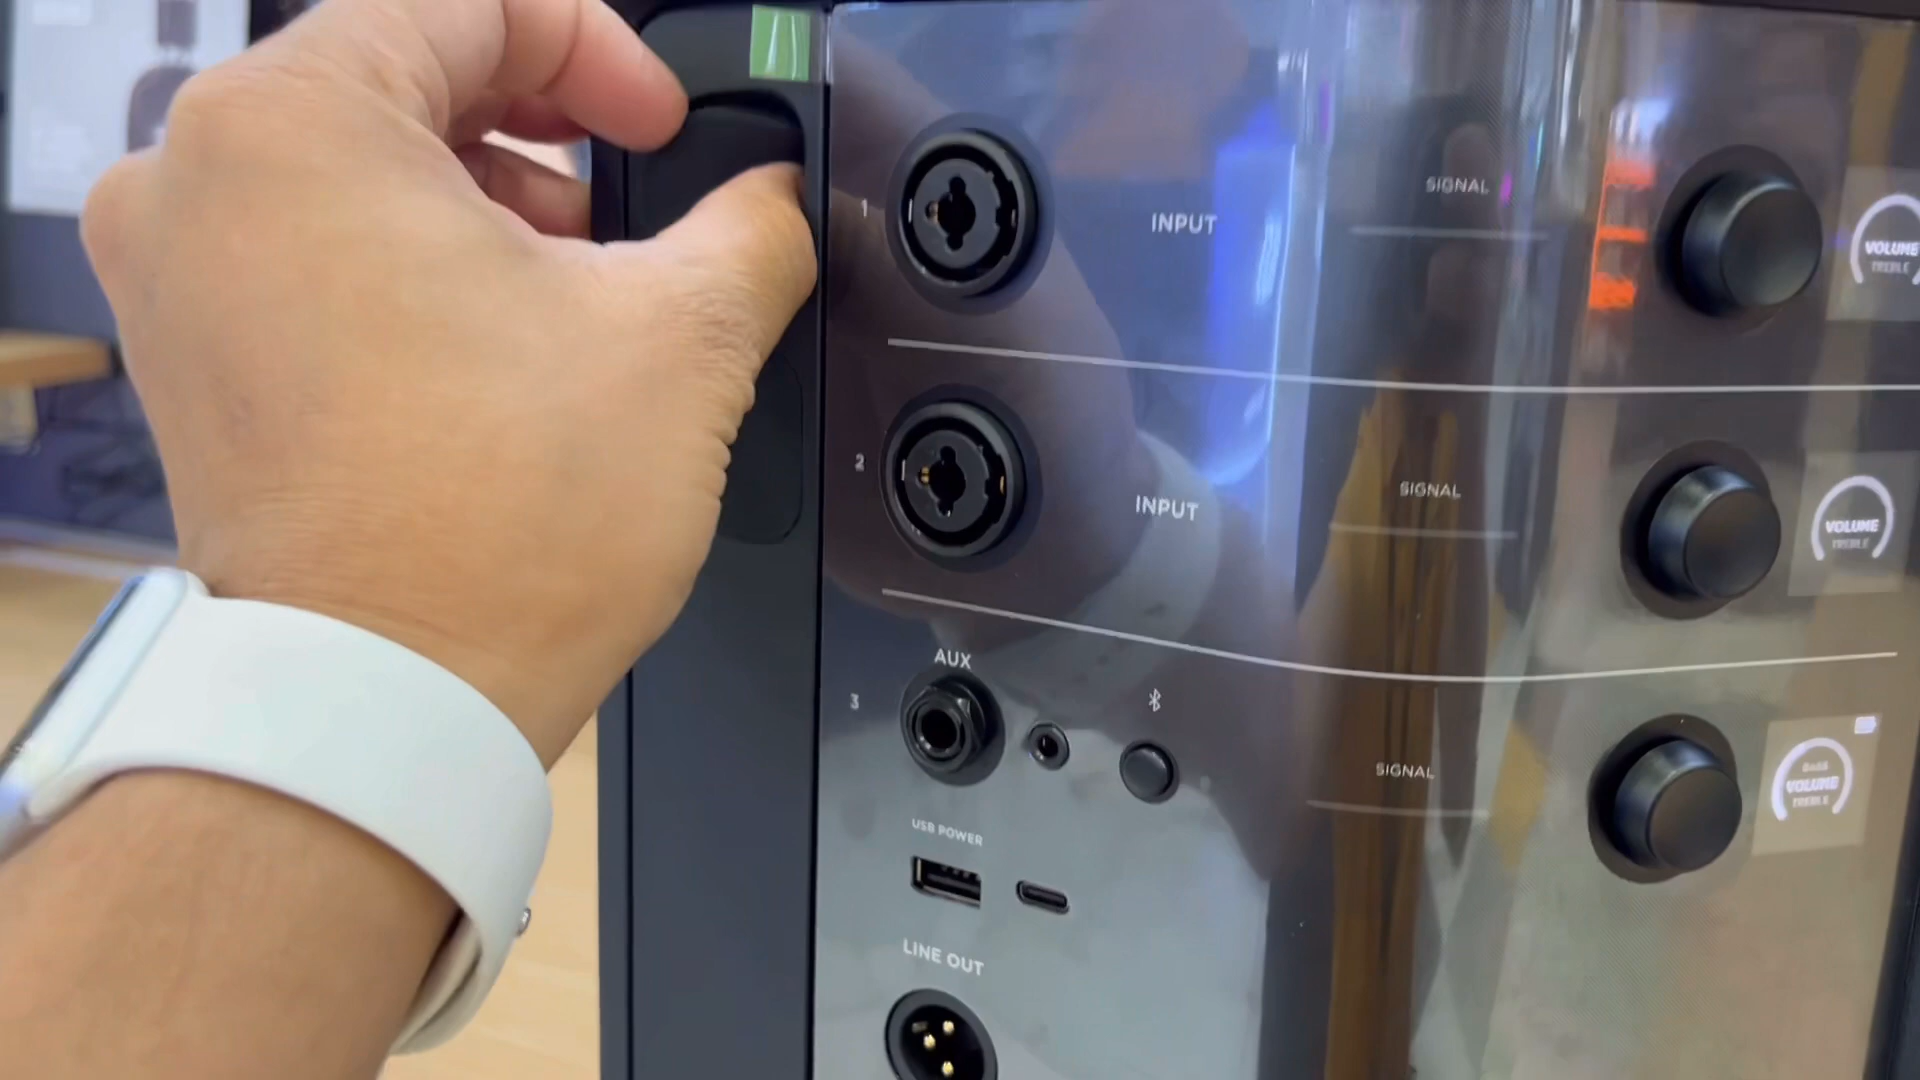 1
INPUT
SIGNAL
VOLUME
TREBLE
2
INPUT
SIGNAL
VOLUME
TREBLE
AUX
3
SIGNAL
BASS
VOLUME
TREBLE
USB POWER
LINE OUT